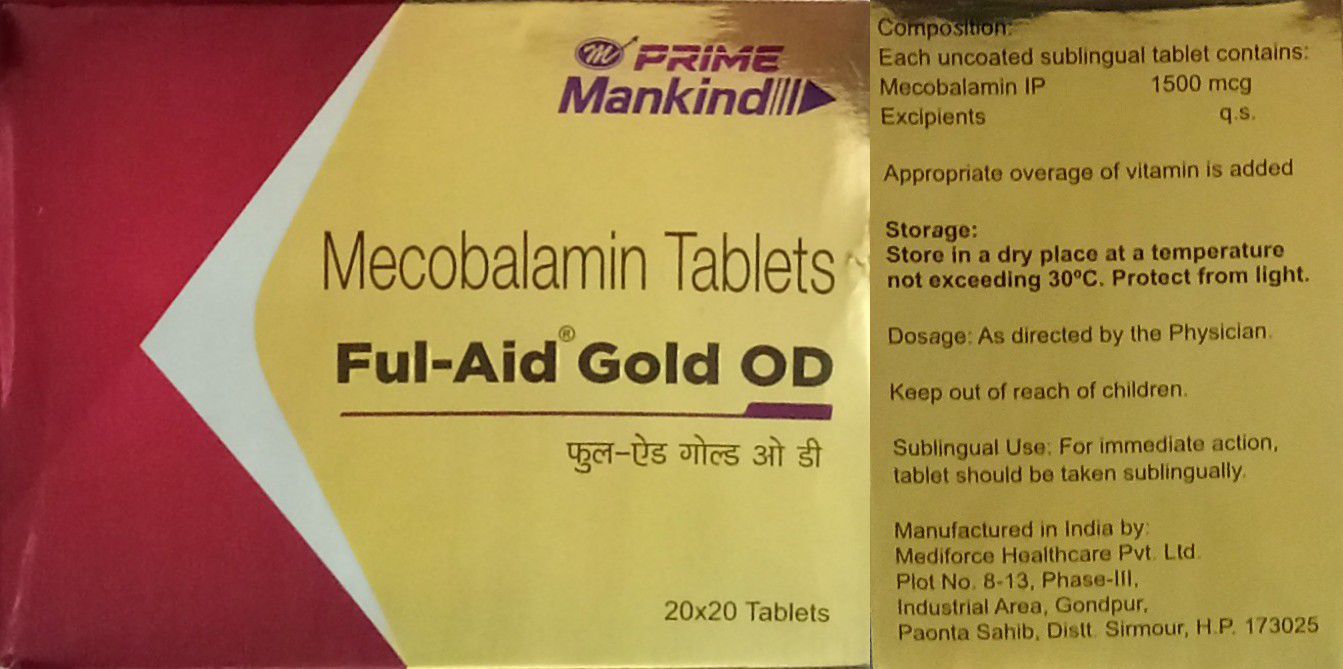 PRIME
Mankind
Mecobalamin Tablets
Ful-Aid® Gold OD
फुल-ऐड गोल्ड ओ डी
20x20 Tablets
Composition:
Each uncoated sublingual tablet contains:
Mecobalamin IP 1500 mcg
Excipients q.s.
Appropriate overage of vitamin is added
Storage:
Store in a dry place at a temperature
not exceeding 30°C. Protect from light.
Dosage: As directed by the Physician.
Keep out of reach of children.
Sublingual Use: For immediate action,
tablet should be taken sublingually.
Manufactured in India by:
Mediforce Healthcare Pvt. Ltd.
Plot No. 8-13, Phase-III,
Industrial Area, Gondpur,
Paonta Sahib, Distt. Sirmour, H.P. 173025